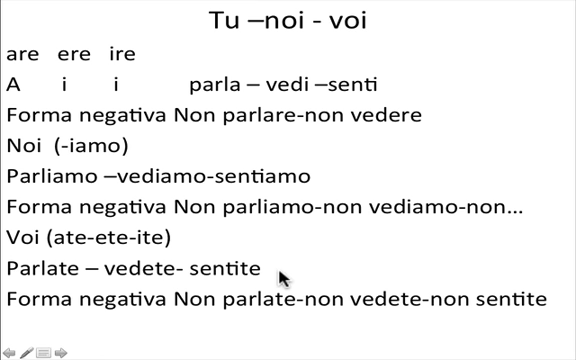 Tu –noi - voi
are ere ire
A i i parla – vedi –senti
Forma negativa Non parlare-non vedere
Noi (-iamo)
Parliamo –vediamo-sentiamo
Forma negativa Non parliamo-non vediamo-non...
Voi (ate-ete-ite)
Parlate – vedete- sentite
Forma negativa Non parlate-non vedete-non sentite